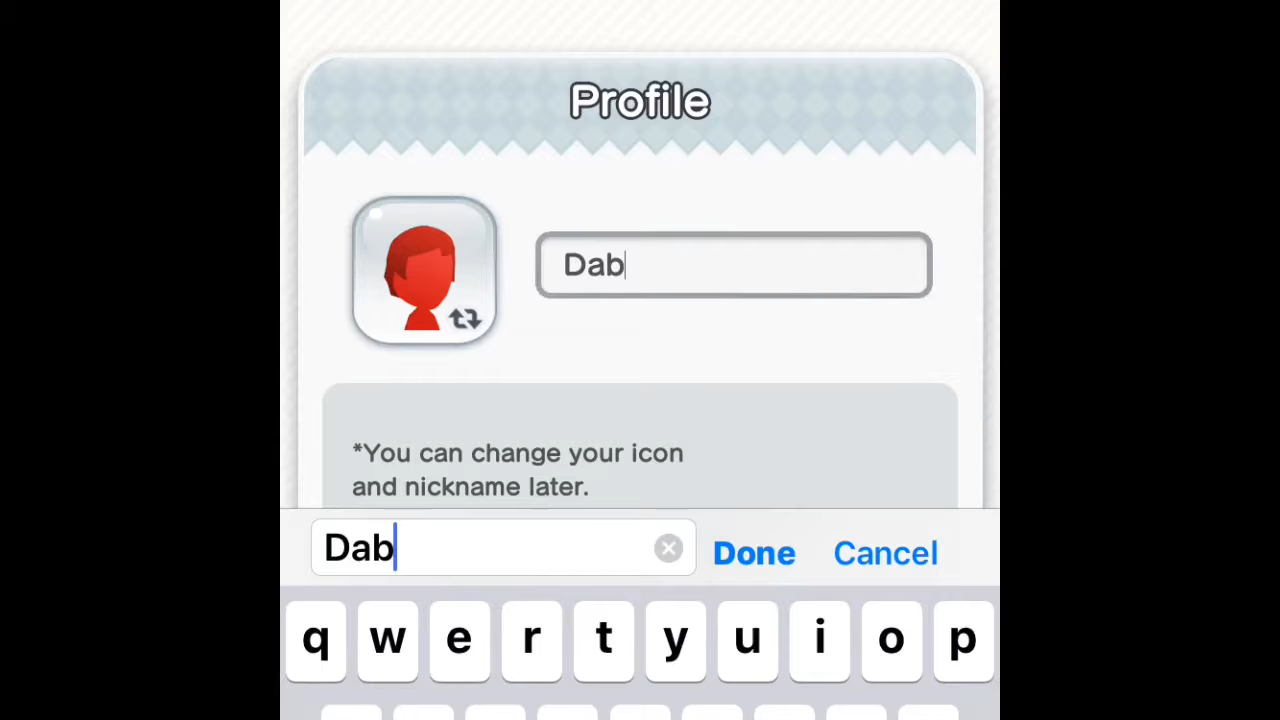 Profile
Dab
*You can change your icon
and nickname later.
Dab
Done Cancel
q w e r t y u i o p